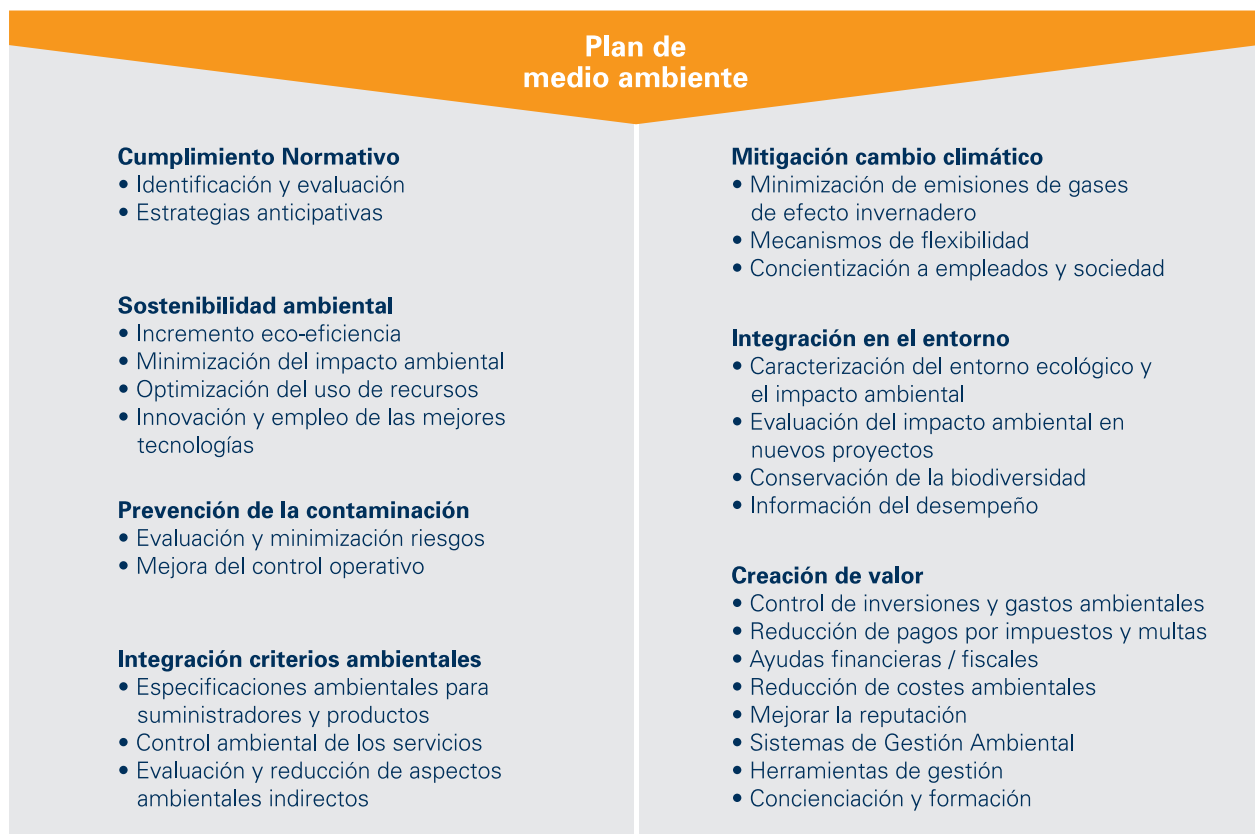 Plan de
medio ambiente
Cumplimiento Normativo
• Identificación y evaluación
• Estrategias anticipativas
Sostenibilidad ambiental
• Incremento eco-eficiencia
• Minimización del impacto ambiental
• Optimización del uso de recursos
• Innovación y empleo de las mejores
tecnologías
Prevención de la contaminación
• Evaluación y minimización riesgos
• Mejora del control operativo
Integración criterios ambientales
• Especificaciones ambientales para
suministradores y productos
• Control ambiental de los servicios
• Evaluación y reducción de aspectos
ambientales indirectos
Mitigación cambio climático
• Minimización de emisiones de gases
de efecto invernadero
• Mecanismos de flexibilidad
• Concientización a empleados y sociedad
Integración en el entorno
• Caracterización del entorno ecológico y
el impacto ambiental
• Evaluación del impacto ambiental en
nuevos proyectos
• Conservación de la biodiversidad
• Información del desempeño
Creación de valor
• Control de inversiones y gastos ambientales
• Reducción de pagos por impuestos y multas
• Ayudas financieras / fiscales
• Reducción de costes ambientales
• Mejorar la reputación
• Sistemas de Gestión Ambiental
• Herramientas de gestión
• Concienciación y formación